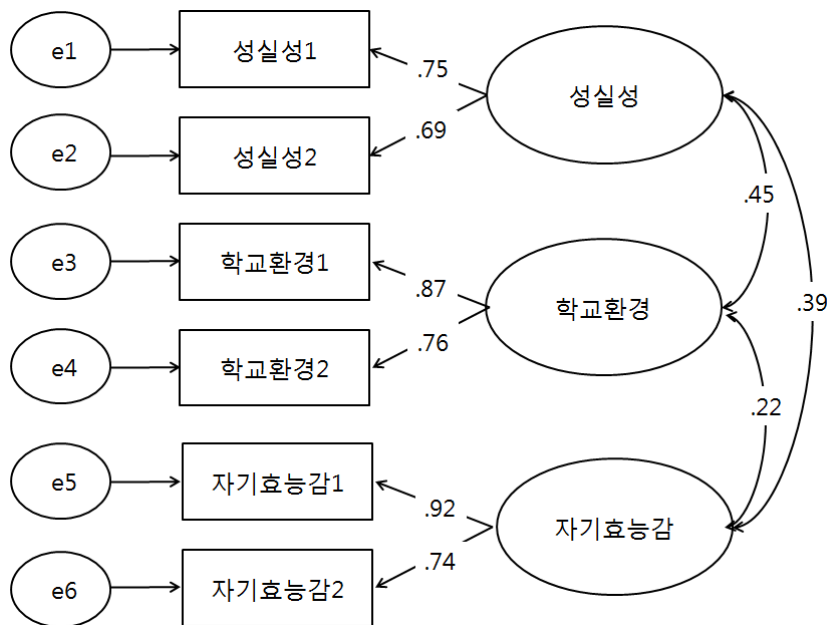 e1
성실성1
.75
성실성
e2
성실성2
.69
.45
e3
학교환경1
.87
학교환경
.39
e4
학교환경2
.76
.22
e5
자기효능감1
.92
자기효능감
e6
자기효능감2
.74